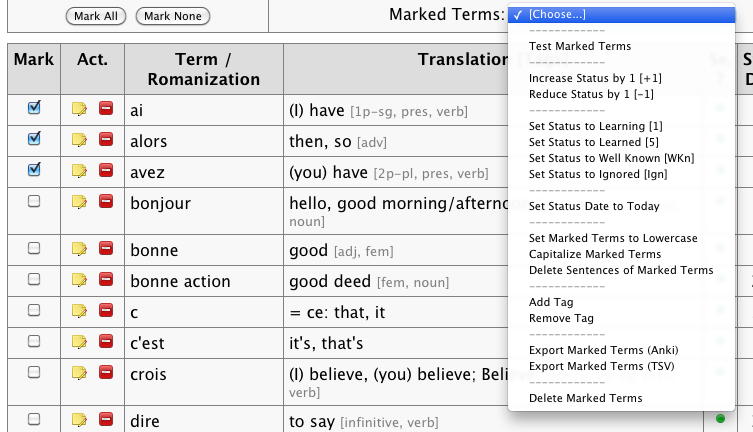 Mark All Mark None Marked Terms: [Choose...]
Test Marked Terms
Increase Status by 1 [+1]
Reduce Status by 1 [-1]
Set Status to Learning [1]
Set Status to Learned [5]
Set Status to Well Known [WKn]
Set Status to Ignored [Ign]
Set Status Date to Today
Set Marked Terms to Lowercase
Capitalize Marked Terms
Delete Sentences of Marked Terms
Add Tag
Remove Tag
Export Marked Terms (Anki)
Export Marked Terms (TSV)
Delete Marked Terms
Mark Act. Term / Translation
Romanization
ai (I) have [1p-sg, pres, verb]
alors then, so [adv]
avez (you) have [2p-pl, pres, verb]
bonjour hello, good morning/afterno
noun]
bonne good [adj, fem]
bonne action good deed [fem, noun]
c = ce: that, it
c'est it's, that's
crois (I) believe, (you) believe; Belie
verb]
dire to say [infinitive, verb]